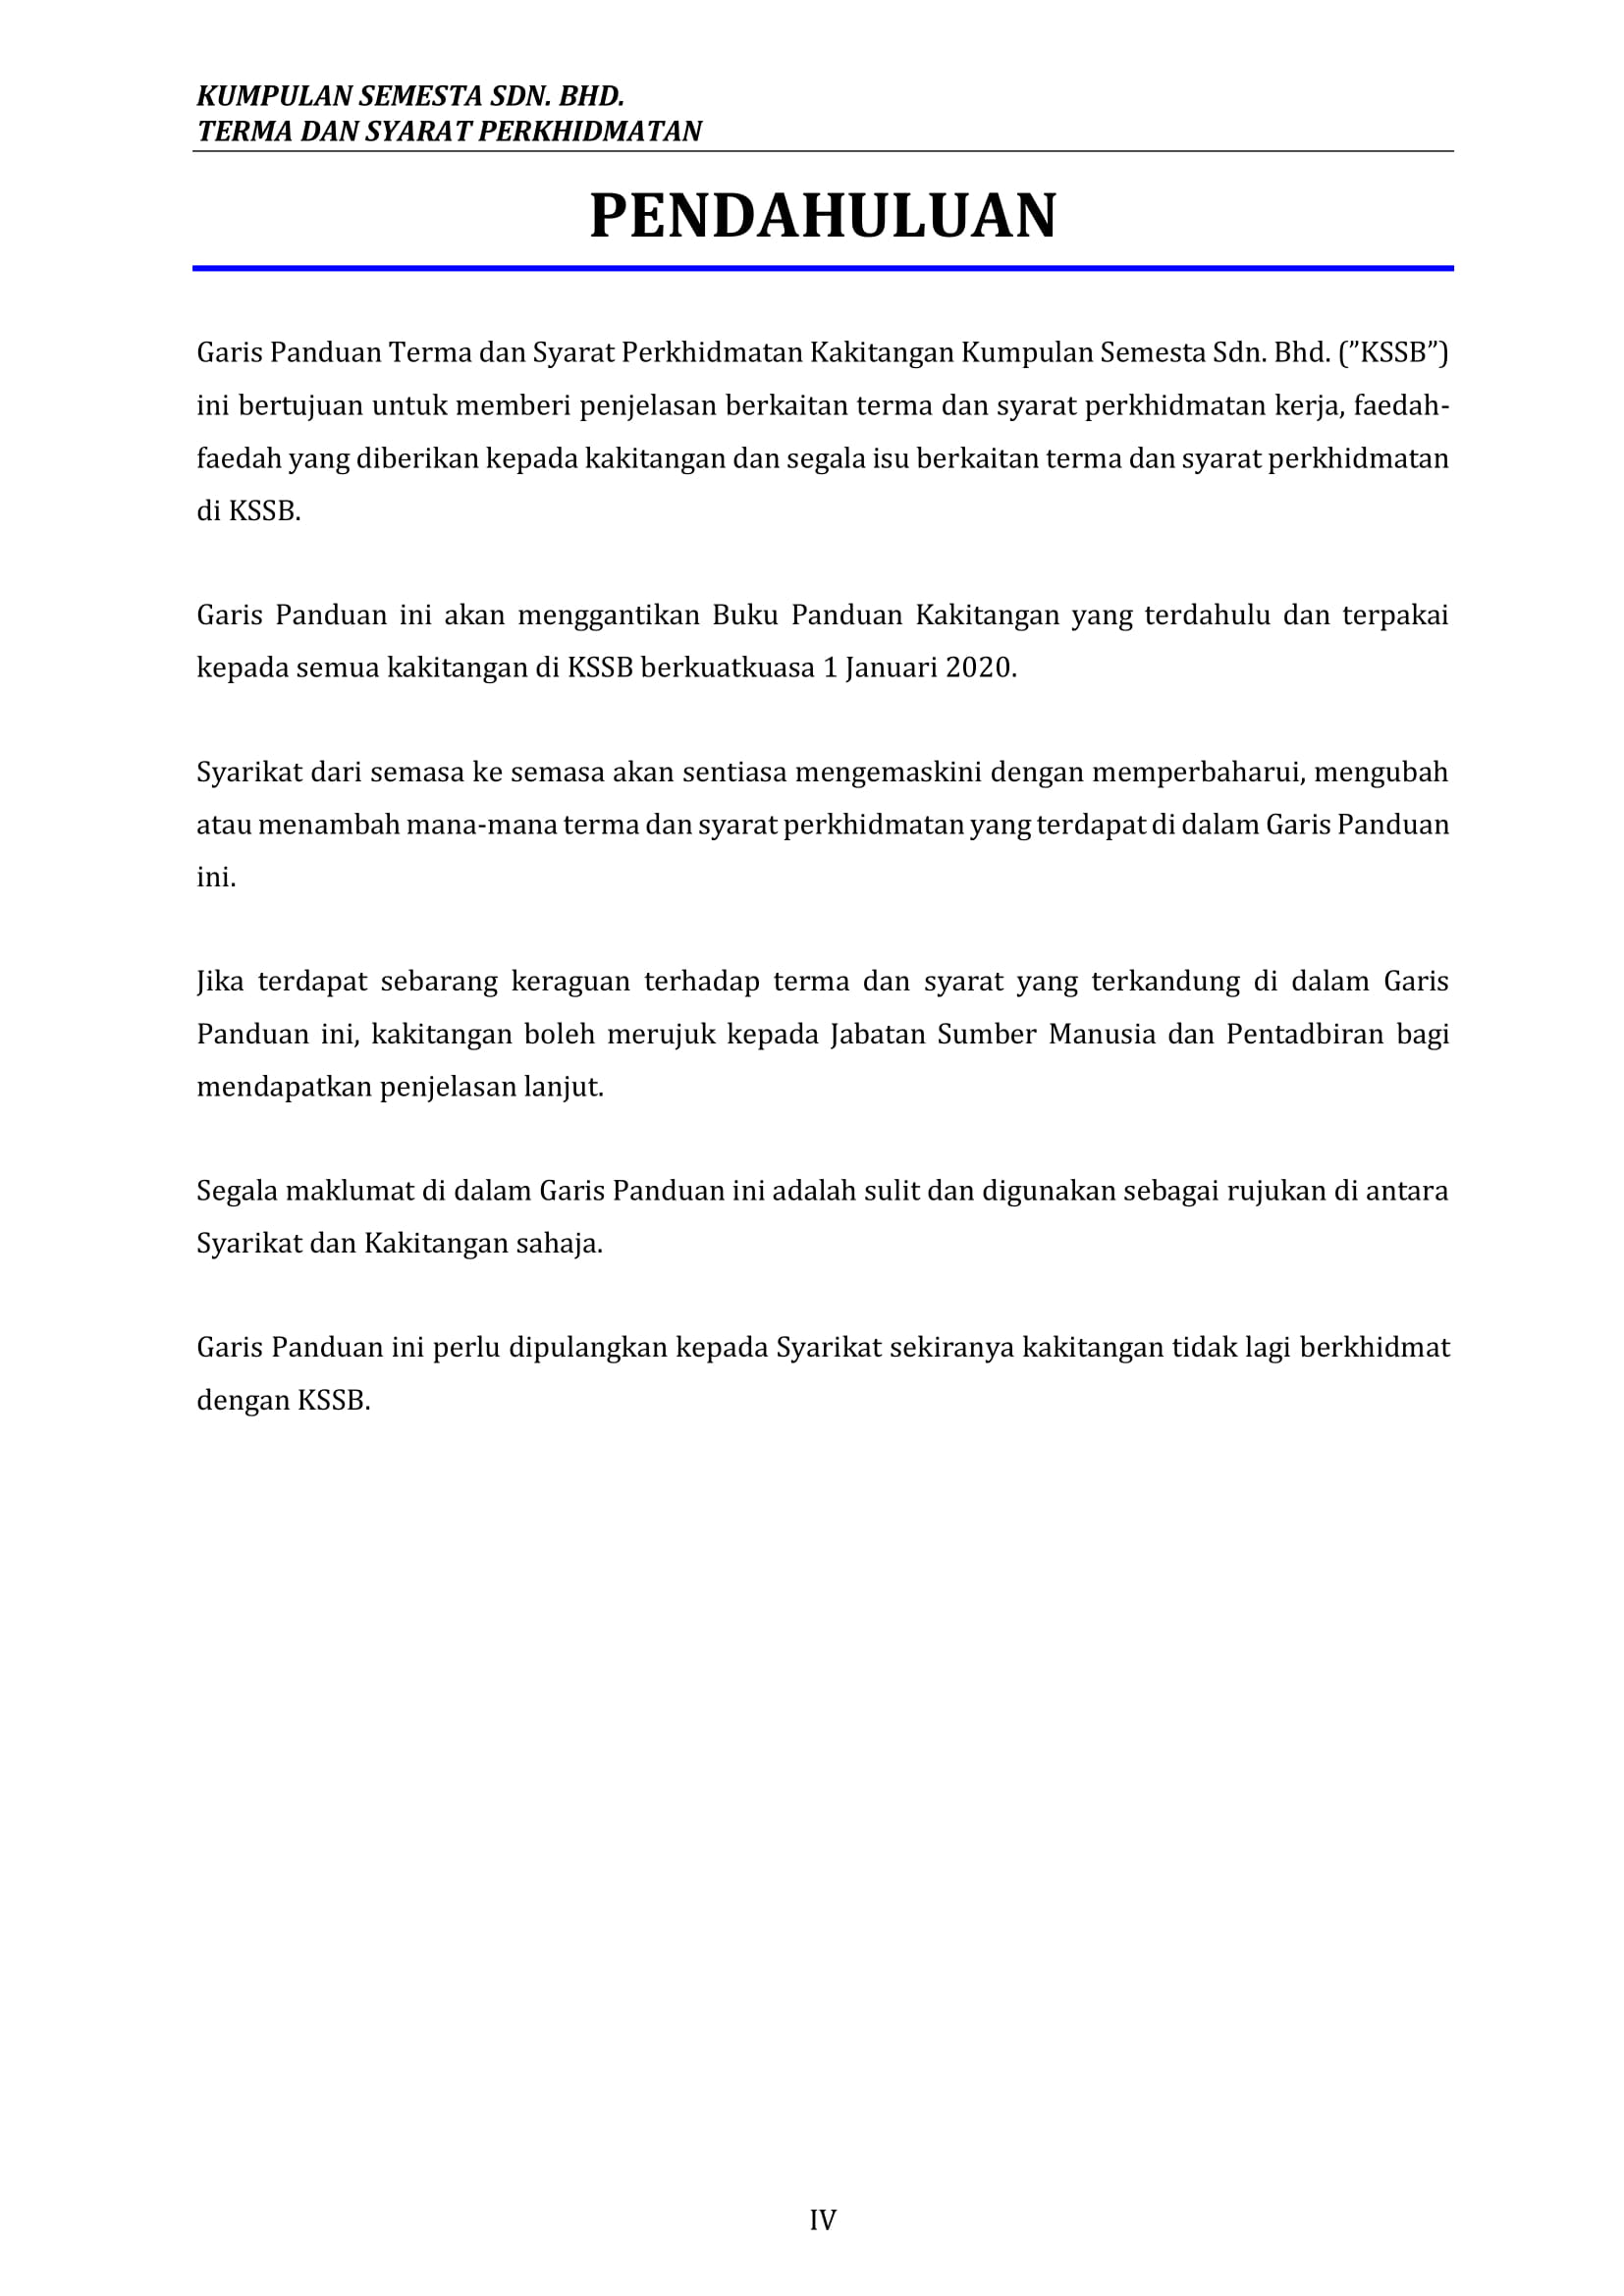 KUMPULAN SEMESTA SDN. BHD.
TERMA DAN SYARAT PERKHIDMATAN
PENDAHULUAN
Garis Panduan Terma dan Syarat Perkhidmatan Kakitangan Kumpulan Semesta Sdn. Bhd. (”KSSB”)
ini bertujuan untuk memberi penjelasan berkaitan terma dan syarat perkhidmatan kerja, faedah-
faedah yang diberikan kepada kakitangan dan segala isu berkaitan terma dan syarat perkhidmatan
di KSSB.
Garis Panduan ini akan menggantikan Buku Panduan Kakitangan yang terdahulu dan terpakai
kepada semua kakitangan di KSSB berkuatkuasa 1 Januari 2020.
Syarikat dari semasa ke semasa akan sentiasa mengemaskini dengan memperbaharui, mengubah
atau menambah mana-mana terma dan syarat perkhidmatan yang terdapat di dalam Garis Panduan
ini.
Jika terdapat sebarang keraguan terhadap terma dan syarat yang terkandung di dalam Garis
Panduan ini, kakitangan boleh merujuk kepada Jabatan Sumber Manusia dan Pentadbiran bagi
mendapatkan penjelasan lanjut.
Segala maklumat di dalam Garis Panduan ini adalah sulit dan digunakan sebagai rujukan di antara
Syarikat dan Kakitangan sahaja.
Garis Panduan ini perlu dipulangkan kepada Syarikat sekiranya kakitangan tidak lagi berkhidmat
dengan KSSB.
IV